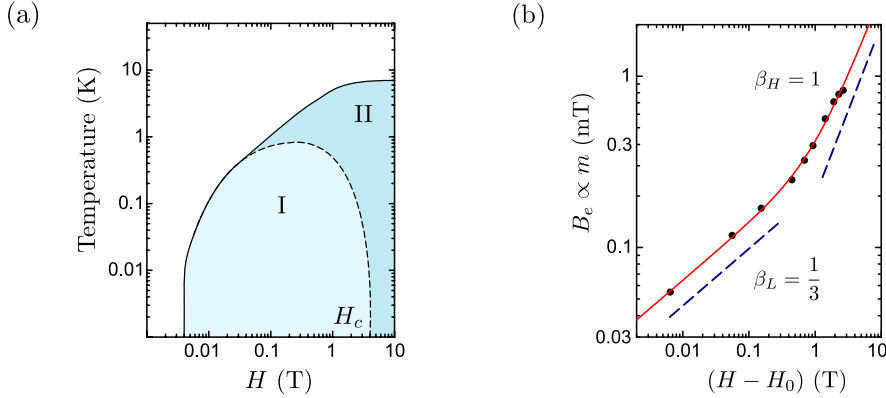 (a)
Temperature (K)
10
1
0.1
0.01
I
II
H_c
0.01
0.1
1
10
H (T)
(b)
B_e ∝ m (mT)
1
0.3
0.1
0.03
β_H = 1
β_L = 1/3
0.01
0.1
1
10
(H − H_0) (T)